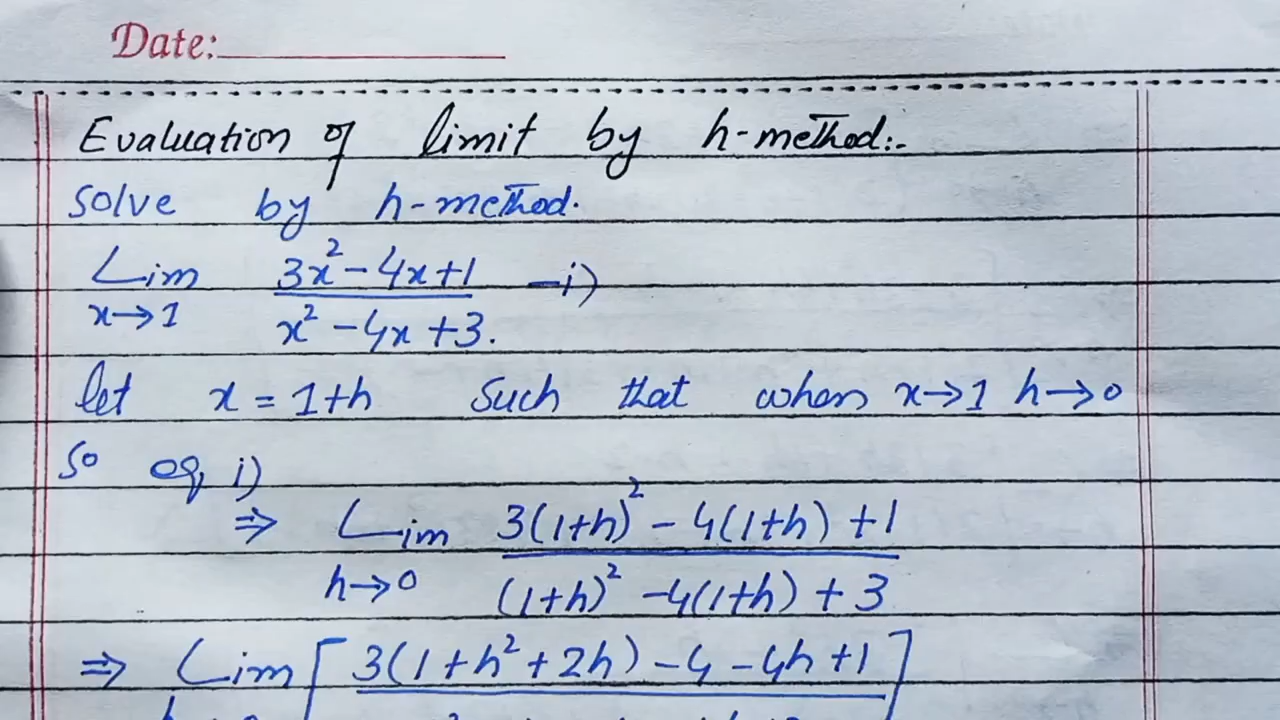 Date:
Evaluation of limit by h-method:-
Solve by h-method.
Lim 3x²-4x+1 -i)
x→1 x²-4x+3.
let x = 1+h Such that when x→1 h→0
So eq i)
⇒ Lim 3(1+h)² - 4(1+h) +1
h→0 (1+h)² -4(1+h) + 3
⇒ Lim [ 3(1+h²+2h) -4 -4h +1 ]